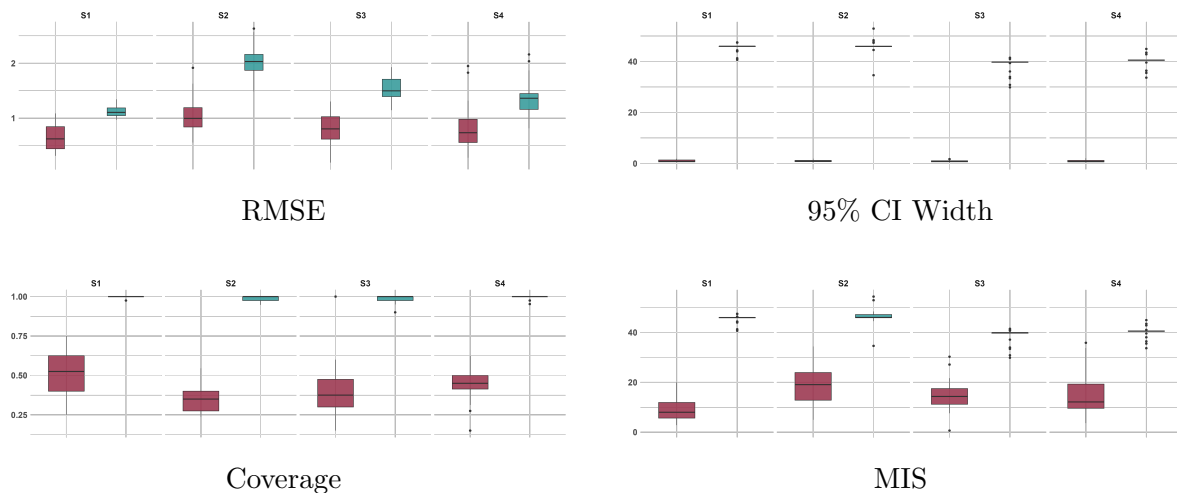 S1 S2 S3 S4
2
1
RMSE
S1 S2 S3 S4
40
20
0
95% CI Width
S1 S2 S3 S4
1.00
0.75
0.50
0.25
Coverage
S1 S2 S3 S4
40
20
0
MIS